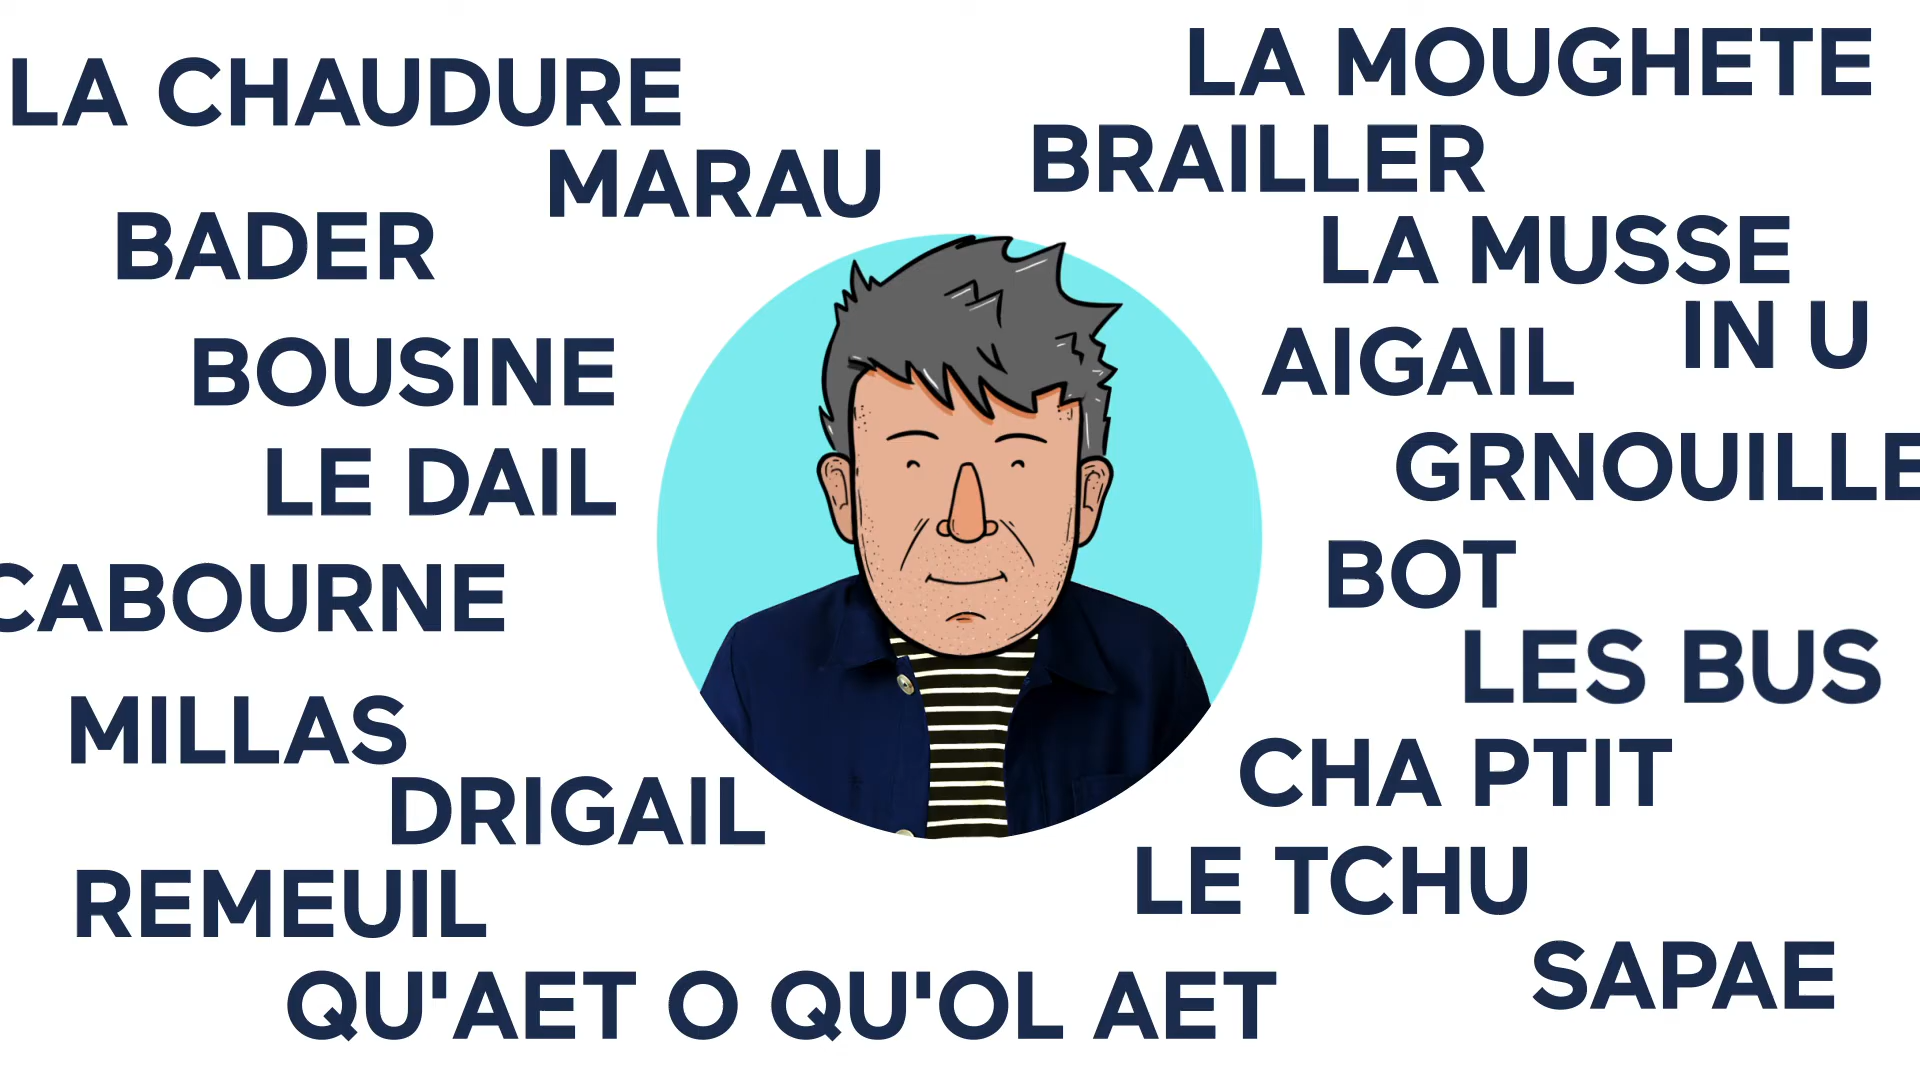 LA CHAUDURE
MARAU
BADER
BOUSINE
LE DAIL
CABOURNE
MILLAS
DRIGAIL
REMEUIL
QU'AET O QU'OL AET
LA MOUGHETE
BRAILLER
LA MUSSE
IN U
AIGAIL
GRNOUILLE
BOT
LES BUS
CHA PTIT
LE TCHU
SAPAE